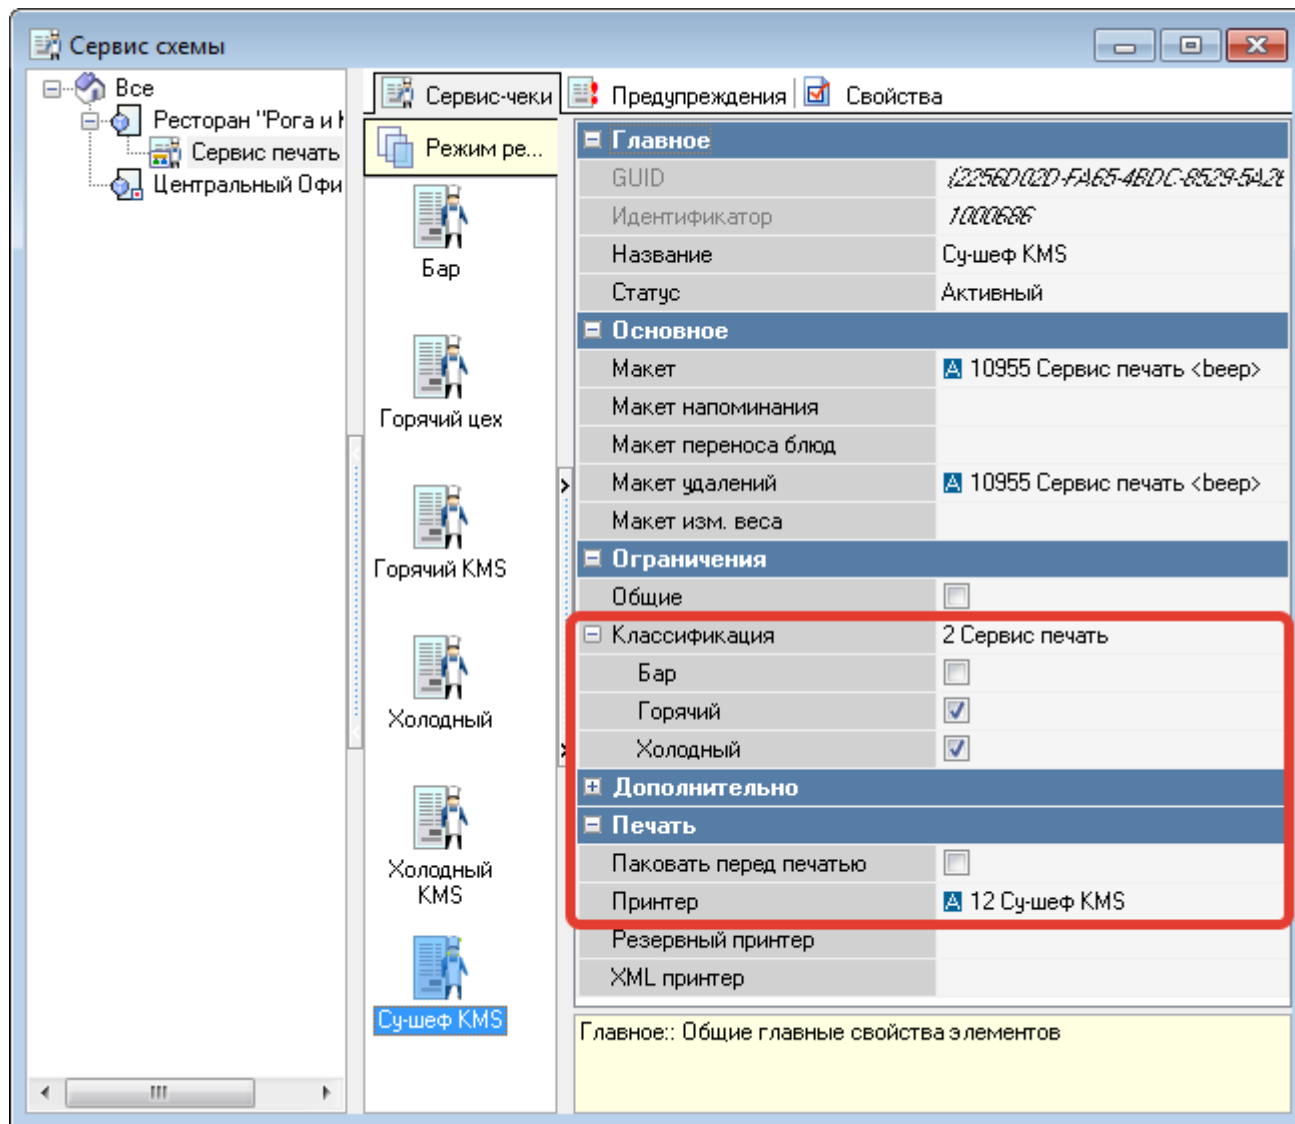 Сервис схемы
Все
Ресторан "Рога и
Сервис печать
Центральный Офи
Сервис-чеки
Предупреждения
Свойства
Режим ре...
Бар
Горячий цех
Горячий KMS
Холодный
Холодный
KMS
Су-шеф KMS
Главное
GUID {2256D02D-FA65-4BDC-8529-5A2
Идентификатор 1000686
Название Су-шеф KMS
Статус Активный
Основное
Макет 10955 Сервис печать <beep>
Макет напоминания
Макет переноса блюд
Макет удалений 10955 Сервис печать <beep>
Макет изм. веса
Ограничения
Общие
Классификация 2 Сервис печать
Бар
Горячий
Холодный
Дополнительно
Печать
Паковать перед печатью
Принтер 12 Су-шеф KMS
Резервный принтер
XML принтер
Главное:: Общие главные свойства элементов